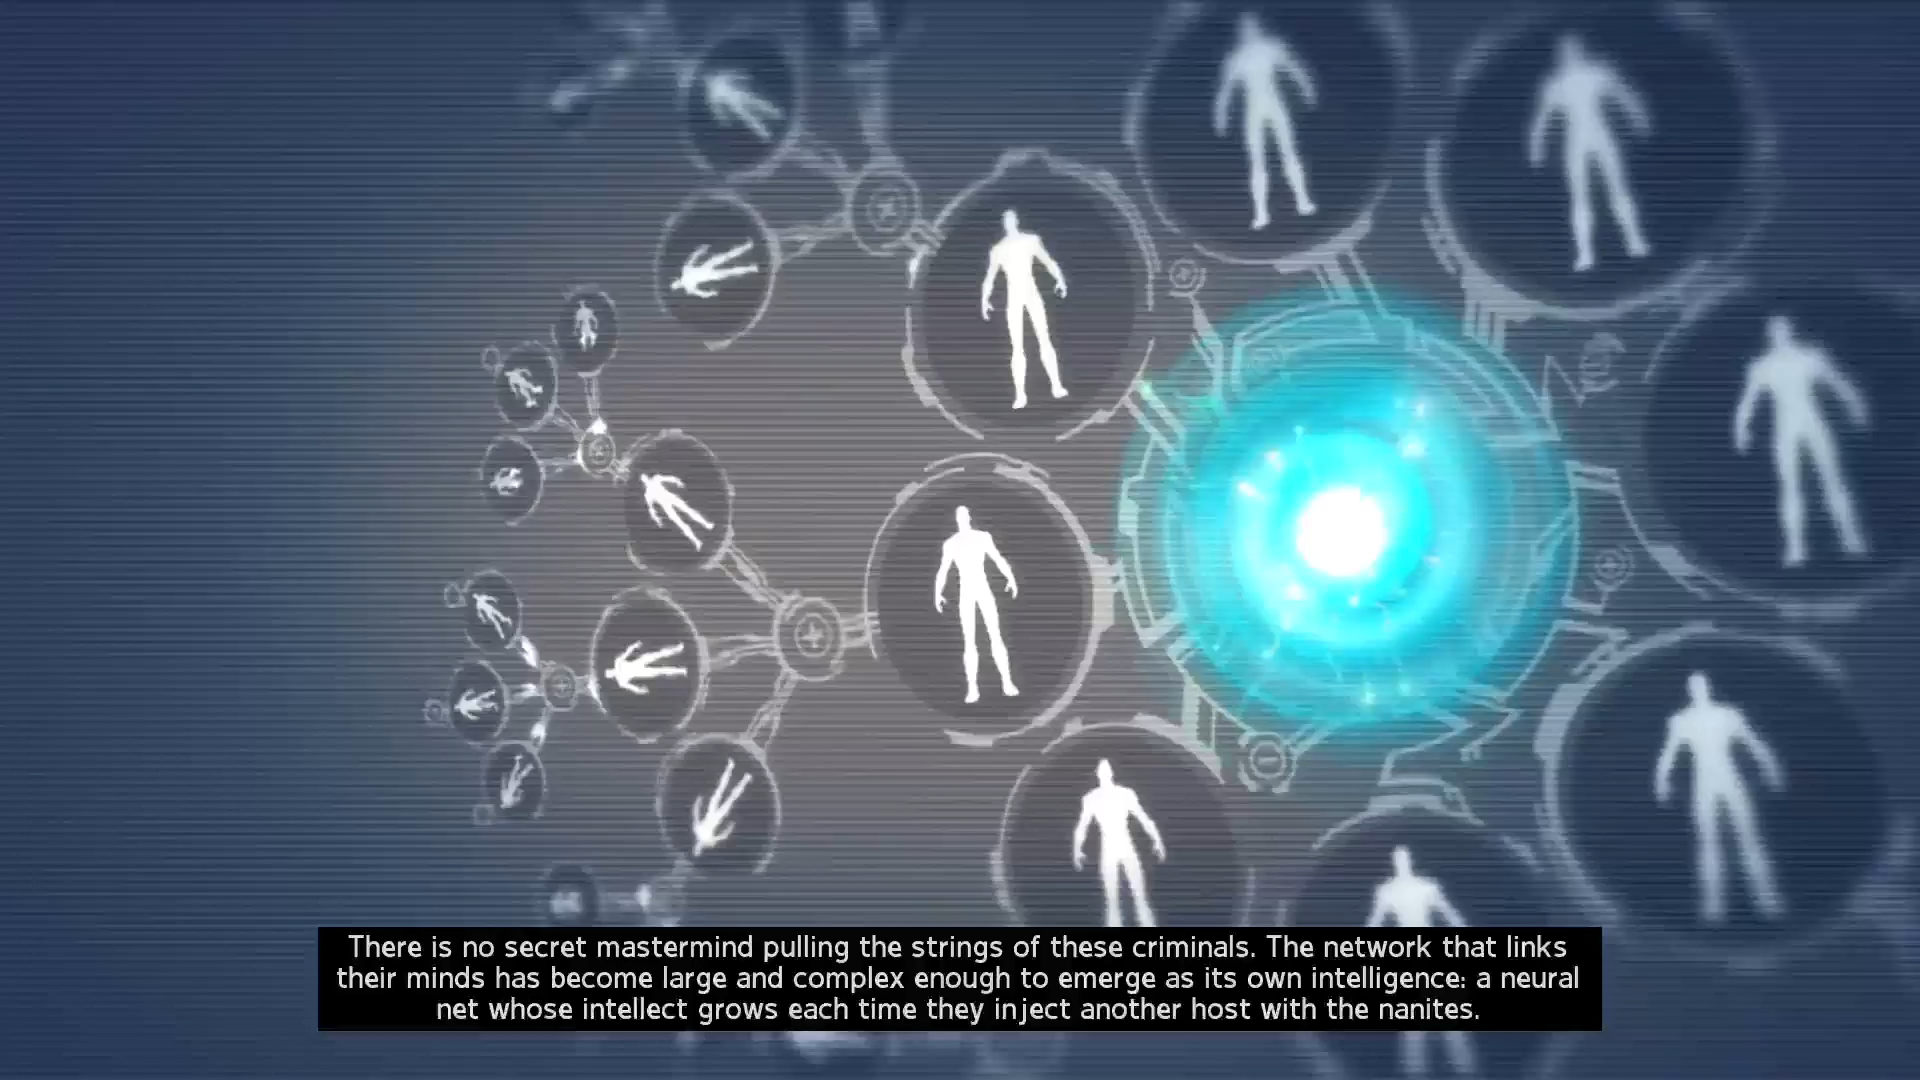 There is no secret mastermind pulling the strings of these criminals. The network that links
their minds has become large and complex enough to emerge as its own intelligence: a neural
net whose intellect grows each time they inject another host with the nanites.